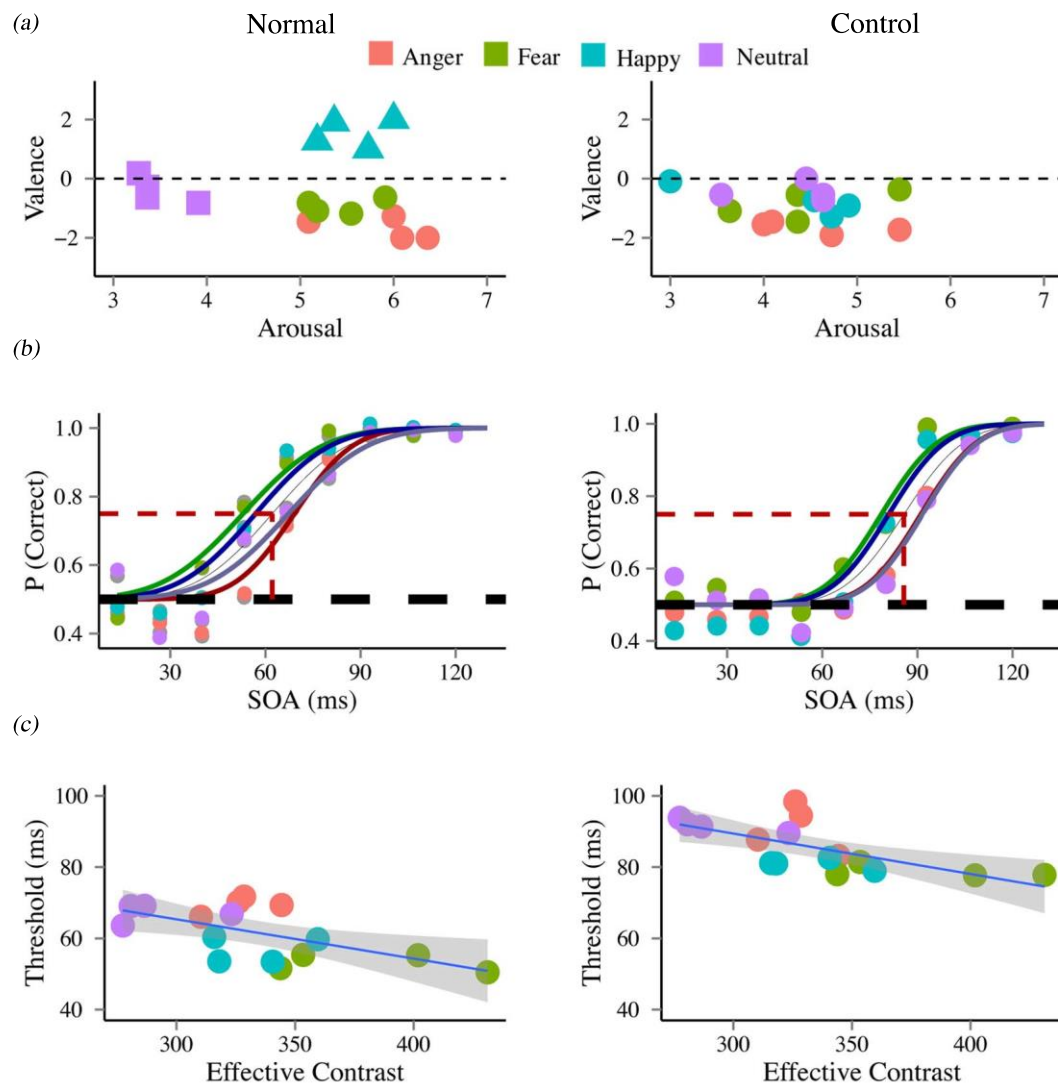 (a) Normal Control
Anger Fear Happy Neutral
2 2
0 0
−2 −2
Valence Valence
3 4 5 6 7 3 4 5 6 7
Arousal Arousal
(b)
1.0 1.0
0.8 0.8
0.6 0.6
0.4 0.4
P (Correct) P (Correct)
30 60 90 120 30 60 90 120
SOA (ms) SOA (ms)
(c)
100 100
80 80
60 60
40 40
Threshold (ms) Threshold (ms)
300 350 400 300 350 400
Effective Contrast Effective Contrast